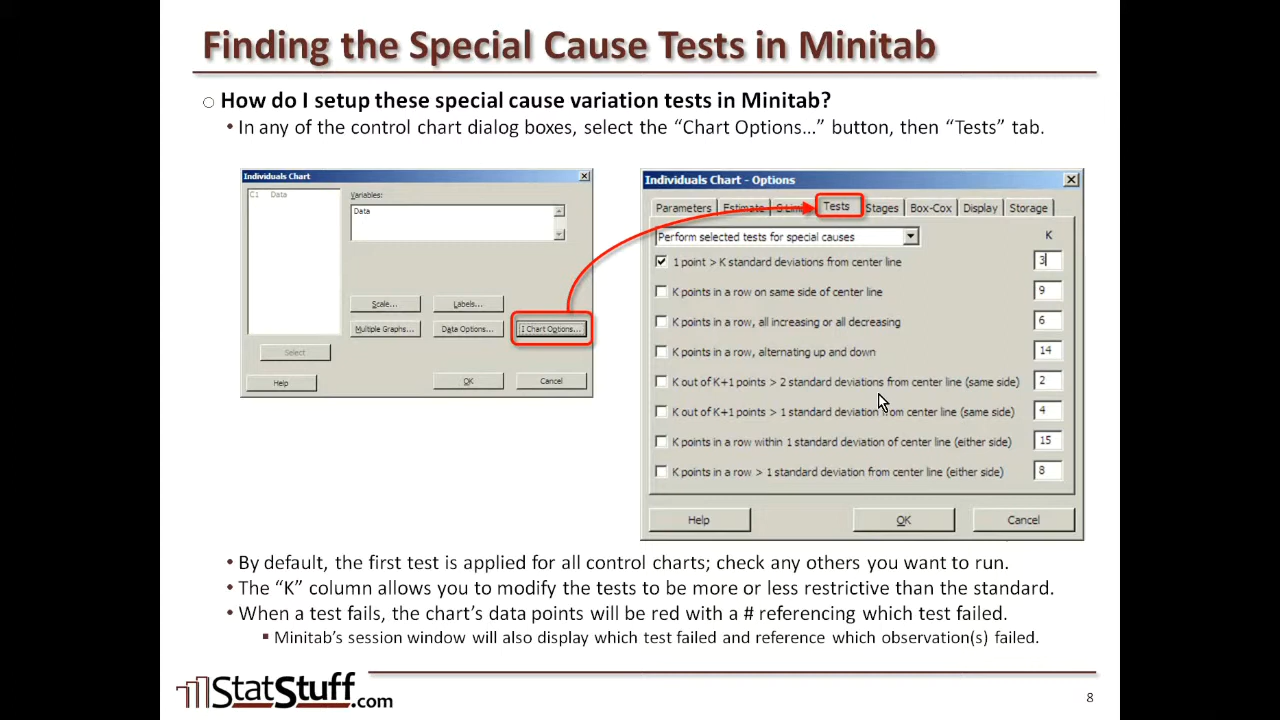 Finding the Special Cause Tests in Minitab
How do I setup these special cause variation tests in Minitab?
• In any of the control chart dialog boxes, select the “Chart Options…” button, then “Tests” tab.
Individuals Chart
C1 Data
Variables:
Data
Scale...
Labels...
Multiple Graphs...
Data Options...
I Chart Options...
Select
Help
OK
Cancel
Individuals Chart - Options
Parameters Estimate Tests Stages Box-Cox Display Storage
Perform selected tests for special causes
K
1 point > K standard deviations from center line 3
K points in a row on same side of center line 9
K points in a row, all increasing or all decreasing 6
K points in a row, alternating up and down 14
K out of K+1 points > 2 standard deviations from center line (same side) 2
K out of K+1 points > 1 standard deviation from center line (same side) 4
K points in a row within 1 standard deviation of center line (either side) 15
K points in a row > 1 standard deviation from center line (either side) 8
Help
OK
Cancel
• By default, the first test is applied for all control charts; check any others you want to run.
• The “K” column allows you to modify the tests to be more or less restrictive than the standard.
• When a test fails, the chart’s data points will be red with a # referencing which test failed.
▪ Minitab’s session window will also display which test failed and reference which observation(s) failed.
StatStuff.com
8